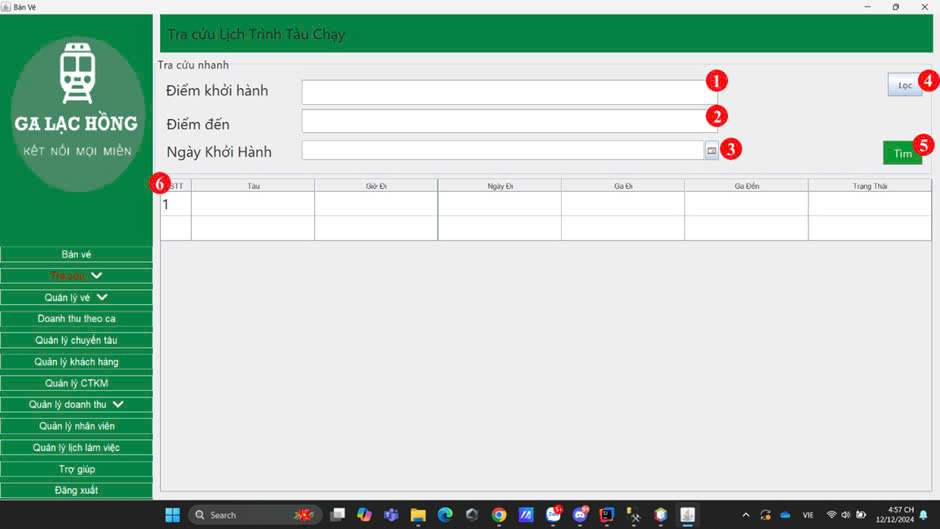 Bán Vé
Tra cứu Lịch Trình Tàu Chạy
Tra cứu nhanh
Điểm khởi hành
1
Lọc
4
Điểm đến
2
Ngày Khởi Hành
3
Tìm
5
6
STT Tàu Giờ Đi Ngày Đi Ga Đi Ga Đến Trạng Thái
1
GA LẠC HỒNG
KẾT NỐI MỌI MIỀN
Bán vé
Tra cứu
Quản lý vé
Doanh thu theo ca
Quản lý chuyến tàu
Quản lý khách hàng
Quản lý CTKM
Quản lý doanh thu
Quản lý nhân viên
Quản lý lịch làm việc
Trợ giúp
Đăng xuất
Search
VIE
4:57 CH
12/12/2024